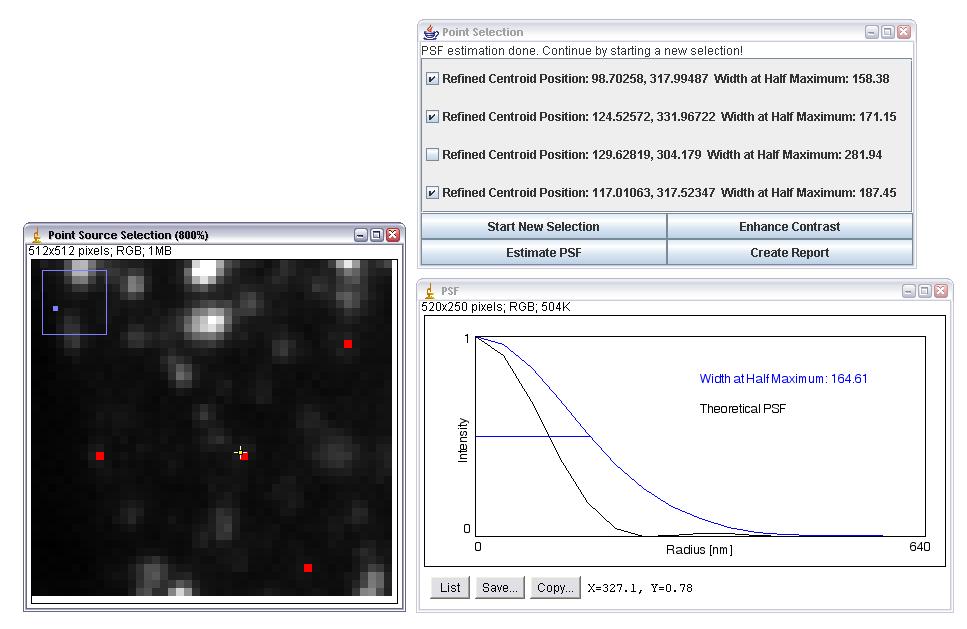 Point Selection
PSF estimation done. Continue by starting a new selection!
Refined Centroid Position: 98.70258, 317.99487 Width at Half Maximum: 158.38
Refined Centroid Position: 124.52572, 331.96722 Width at Half Maximum: 171.15
Refined Centroid Position: 129.62819, 304.179 Width at Half Maximum: 281.94
Refined Centroid Position: 117.01063, 317.52347 Width at Half Maximum: 187.45
Start New Selection Enhance Contrast
Estimate PSF Create Report
Point Source Selection (800%)
512x512 pixels; RGB; 1MB
PSF
520x250 pixels; RGB; 504K
1
Width at Half Maximum: 164.61
Theoretical PSF
Intensity
0
0 Radius [nm] 640
List Save... Copy... X=327.1, Y=0.78